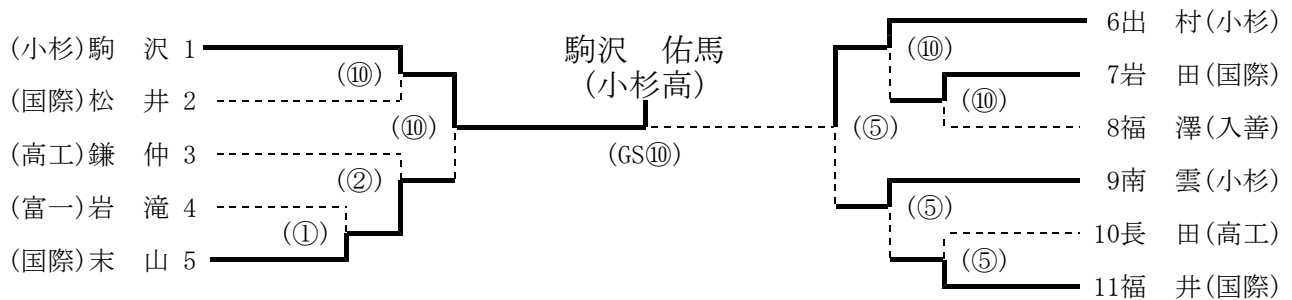 (小杉)駒　沢 1
(国際)松　井 2
(高工)鎌　仲 3
(富一)岩　滝 4
(国際)末　山 5
(⑩)
(⑩)
(②)
(①)
駒沢　佑馬
(小杉高)
(GS⑩)
(⑩)
(⑩)
(⑤)
(⑤)
(⑤)
6出　村(小杉)
7岩　田(国際)
8福　澤(入善)
9南　雲(小杉)
10長　田(高工)
11福　井(国際)